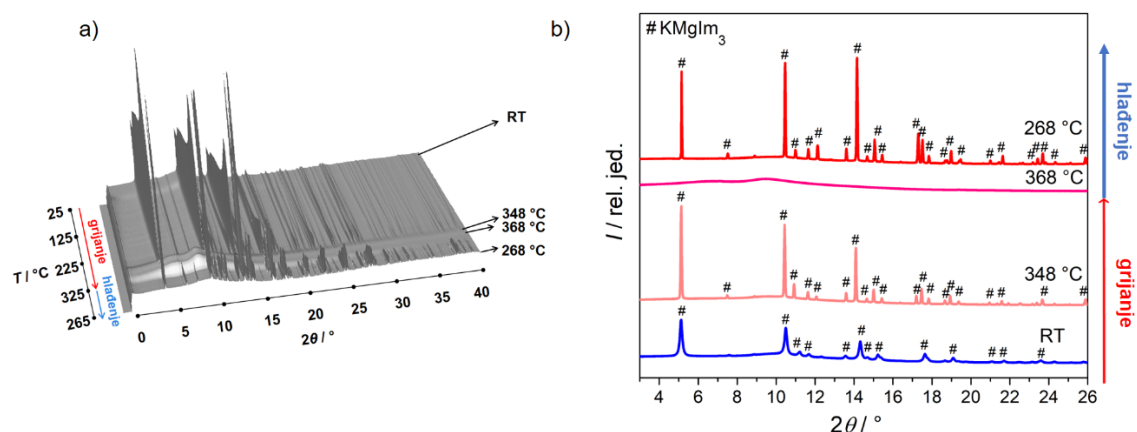 a)
RT
348 °C
368 °C
268 °C
25
125
225
325
265
T / °C
grijanje
hlađenje
0
5
10
15
20
25
30
35
40
2θ / °
b)
# KMgIm3
# # # # # # # # # # # # # # # # # # # # # #
268 °C
368 °C
# # # # # # # # # # # # # # # # # # # #
348 °C
# # # # # # # # # # # # #
RT
I / rel. jed.
4 6 8 10 12 14 16 18 20 22 24 26
2θ / °
hlađenje
grijanje